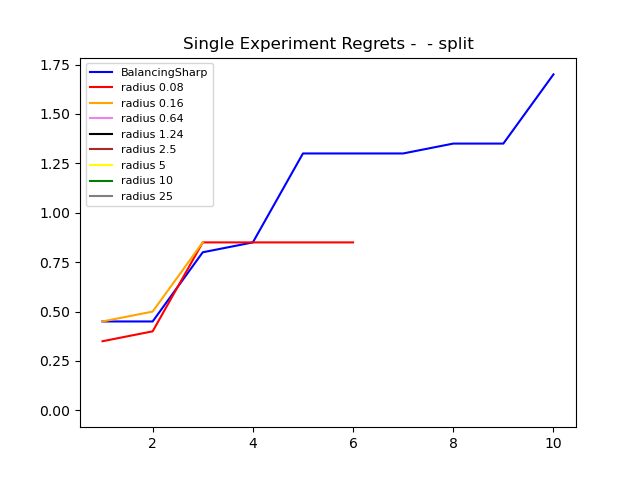 Single Experiment Regrets -  - split
1.75
1.50
1.25
1.00
0.75
0.50
0.25
0.00
BalancingSharp
radius 0.08
radius 0.16
radius 0.64
radius 1.24
radius 2.5
radius 5
radius 10
radius 25
2
4
6
8
10